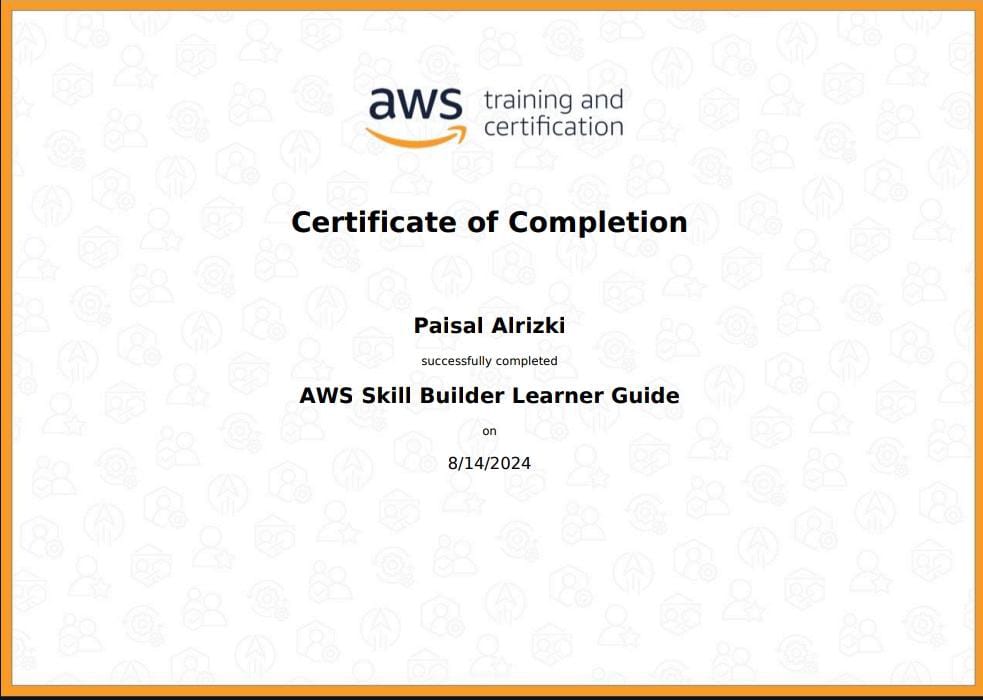 aws training and
certification
Certificate of Completion
Paisal Alrizki
successfully completed
AWS Skill Builder Learner Guide
on
8/14/2024